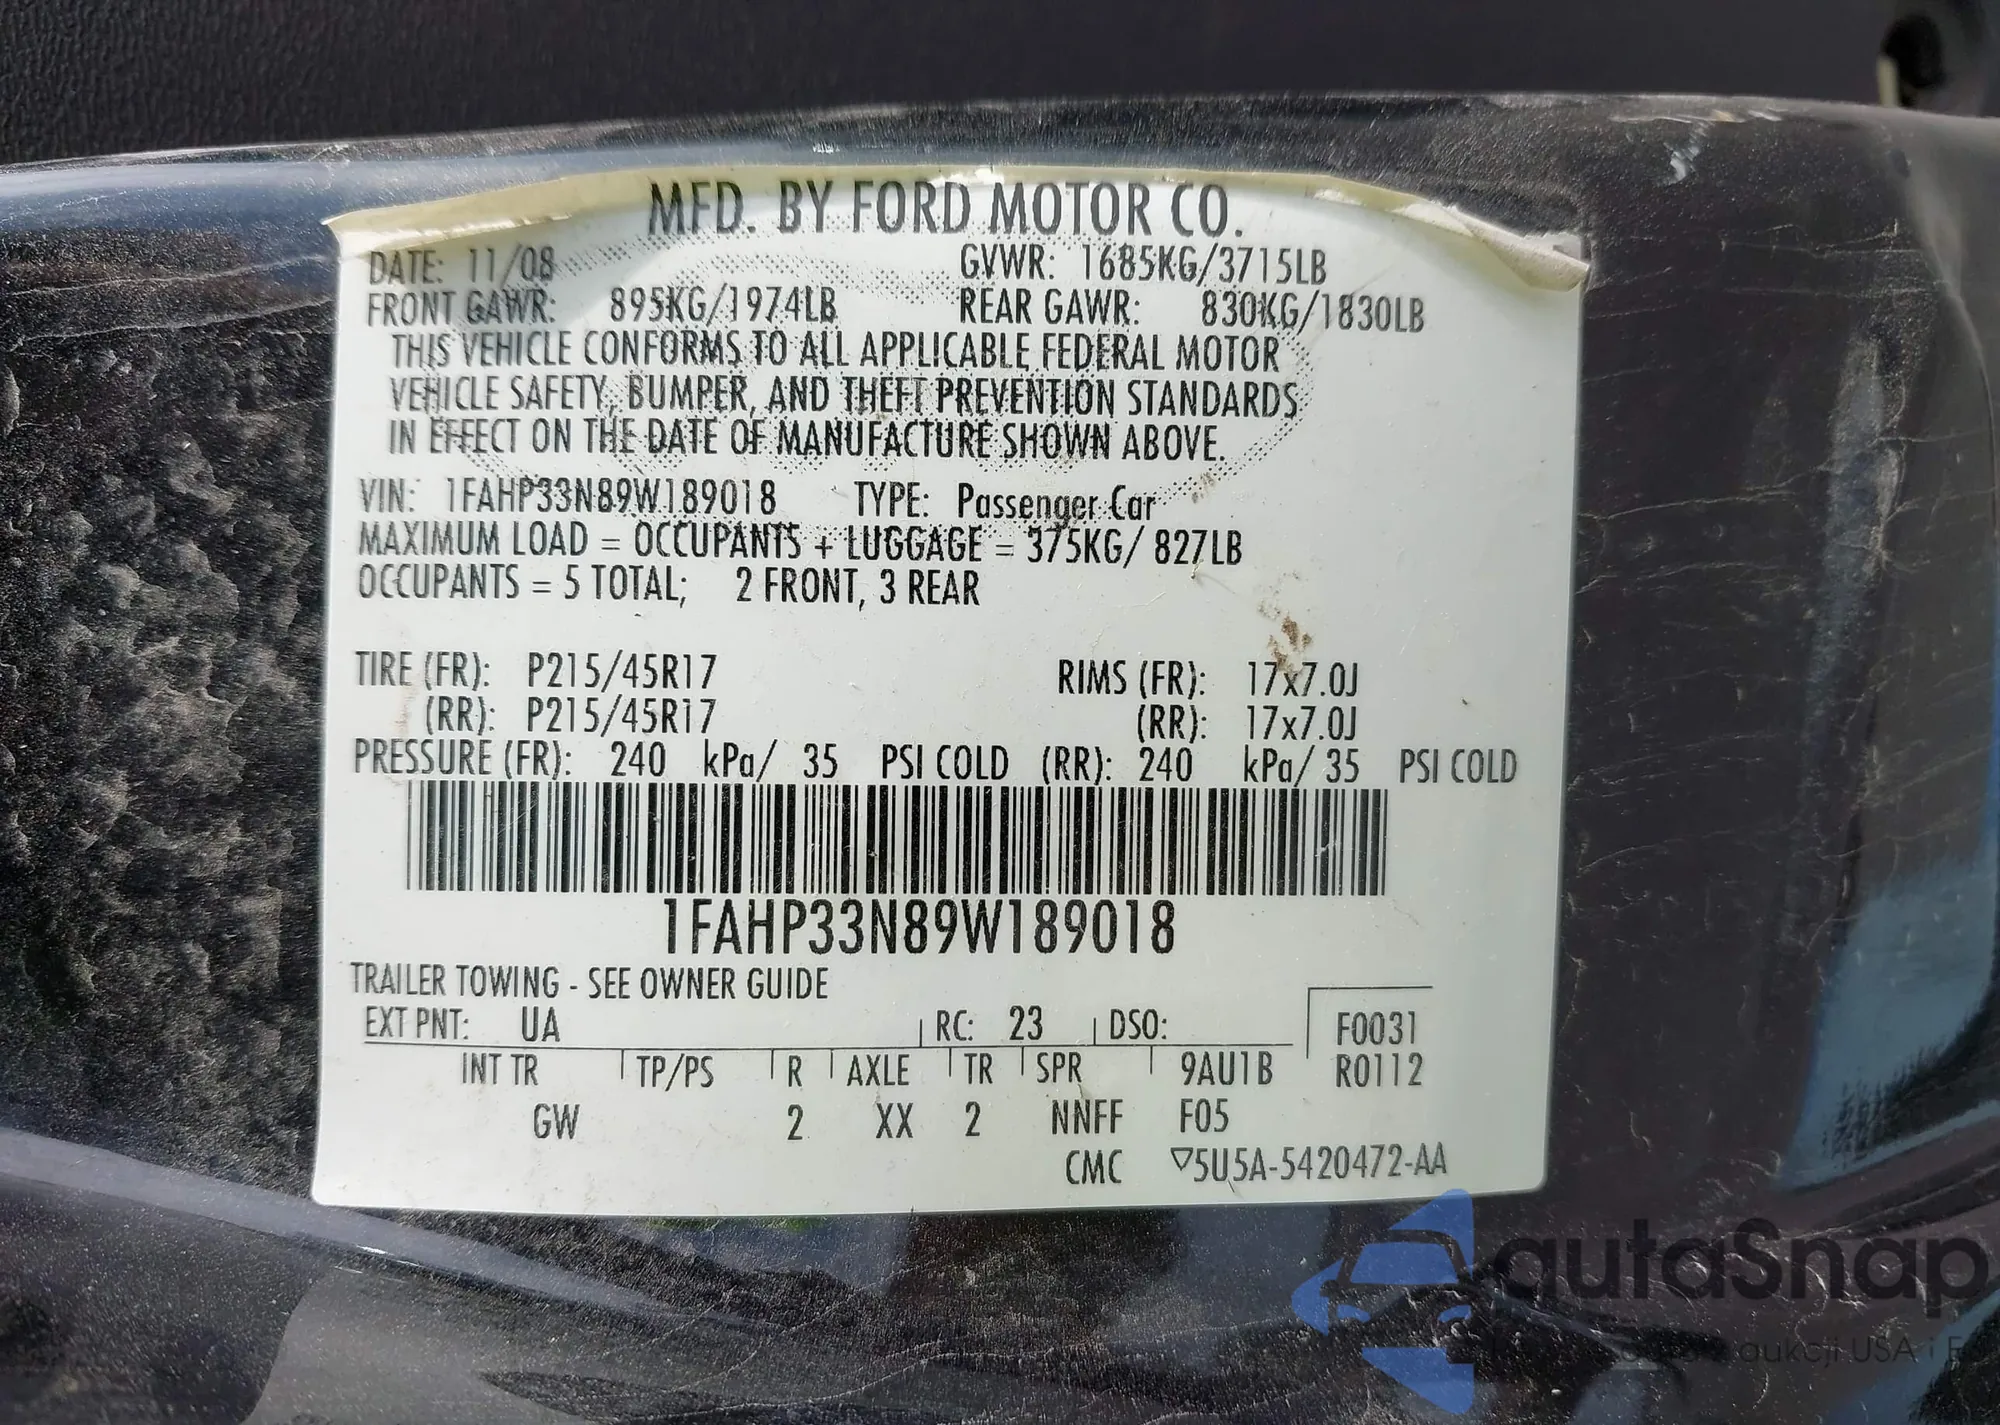 MFD. BY FORD MOTOR CO.
DATE: 11/08 GVWR: 1685KG/3715LB
FRONT GAWR: 895KG/1974LB REAR GAWR: 830KG/1830LB
THIS VEHICLE CONFORMS TO ALL APPLICABLE FEDERAL MOTOR
VEHICLE SAFETY, BUMPER, AND THEFT PREVENTION STANDARDS
IN EFFECT ON THE DATE OF MANUFACTURE SHOWN ABOVE.
VIN: 1FAHP33N89W189018 TYPE: Passenger Car
MAXIMUM LOAD = OCCUPANTS + LUGGAGE = 375KG/ 827LB
OCCUPANTS = 5 TOTAL; 2 FRONT, 3 REAR
TIRE (FR): P215/45R17 RIMS (FR): 17x7.0J
(RR): P215/45R17 (RR): 17x7.0J
PRESSURE (FR): 240 kPa/ 35 PSI COLD (RR): 240 kPa/ 35 PSI COLD
1FAHP33N89W189018
TRAILER TOWING - SEE OWNER GUIDE
EXT PNT: UA RC: 23 DSO: F0031
INT TR TP/PS R AXLE TR SPR 9AU1B R0112
GW 2 XX 2 NNFF F05
CMC ▽5U5A-5420472-AA
autaSnap
aukcji USA i